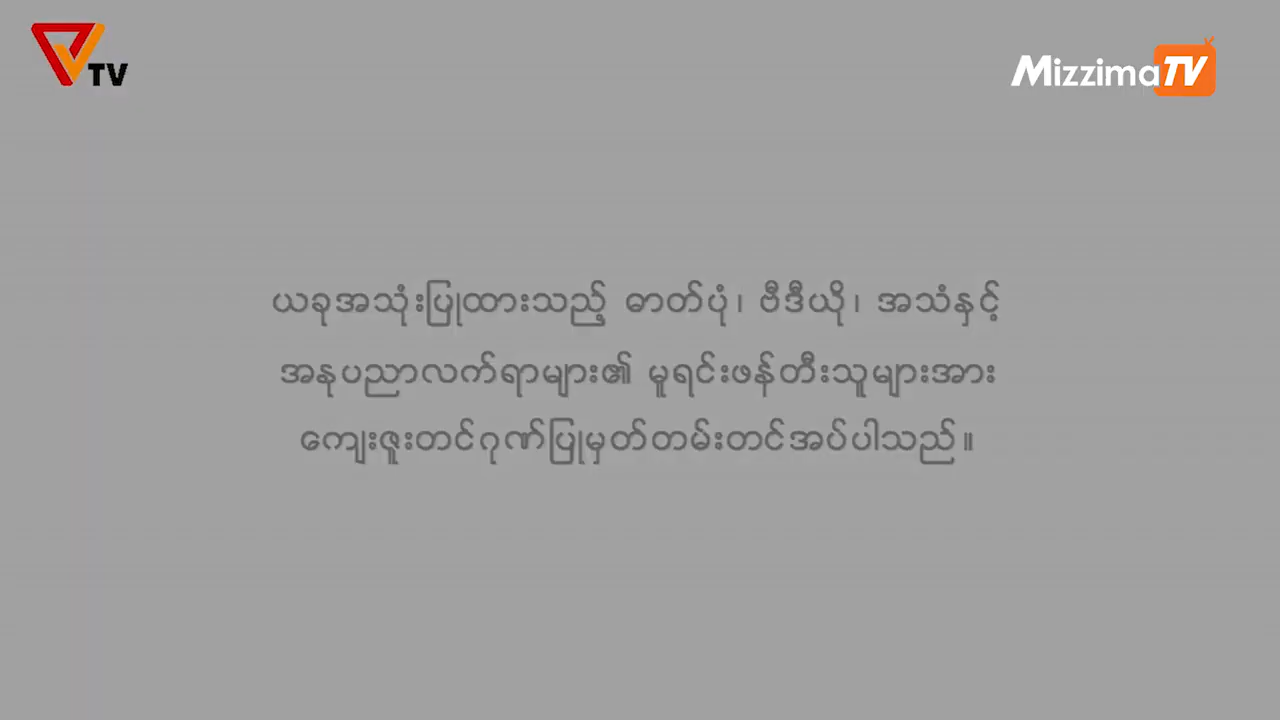 TV
MizzimaTV
ယခုအသုံးပြုထားသည့် ဓာတ်ပုံ၊ ဗီဒီယို၊ အသံနှင့်
အနုပညာလက်ရာများ၏ မူရင်းဖန်တီးသူများအား
ကျေးဇူးတင်ဂုဏ်ပြုမှတ်တမ်းတင်အပ်ပါသည်။